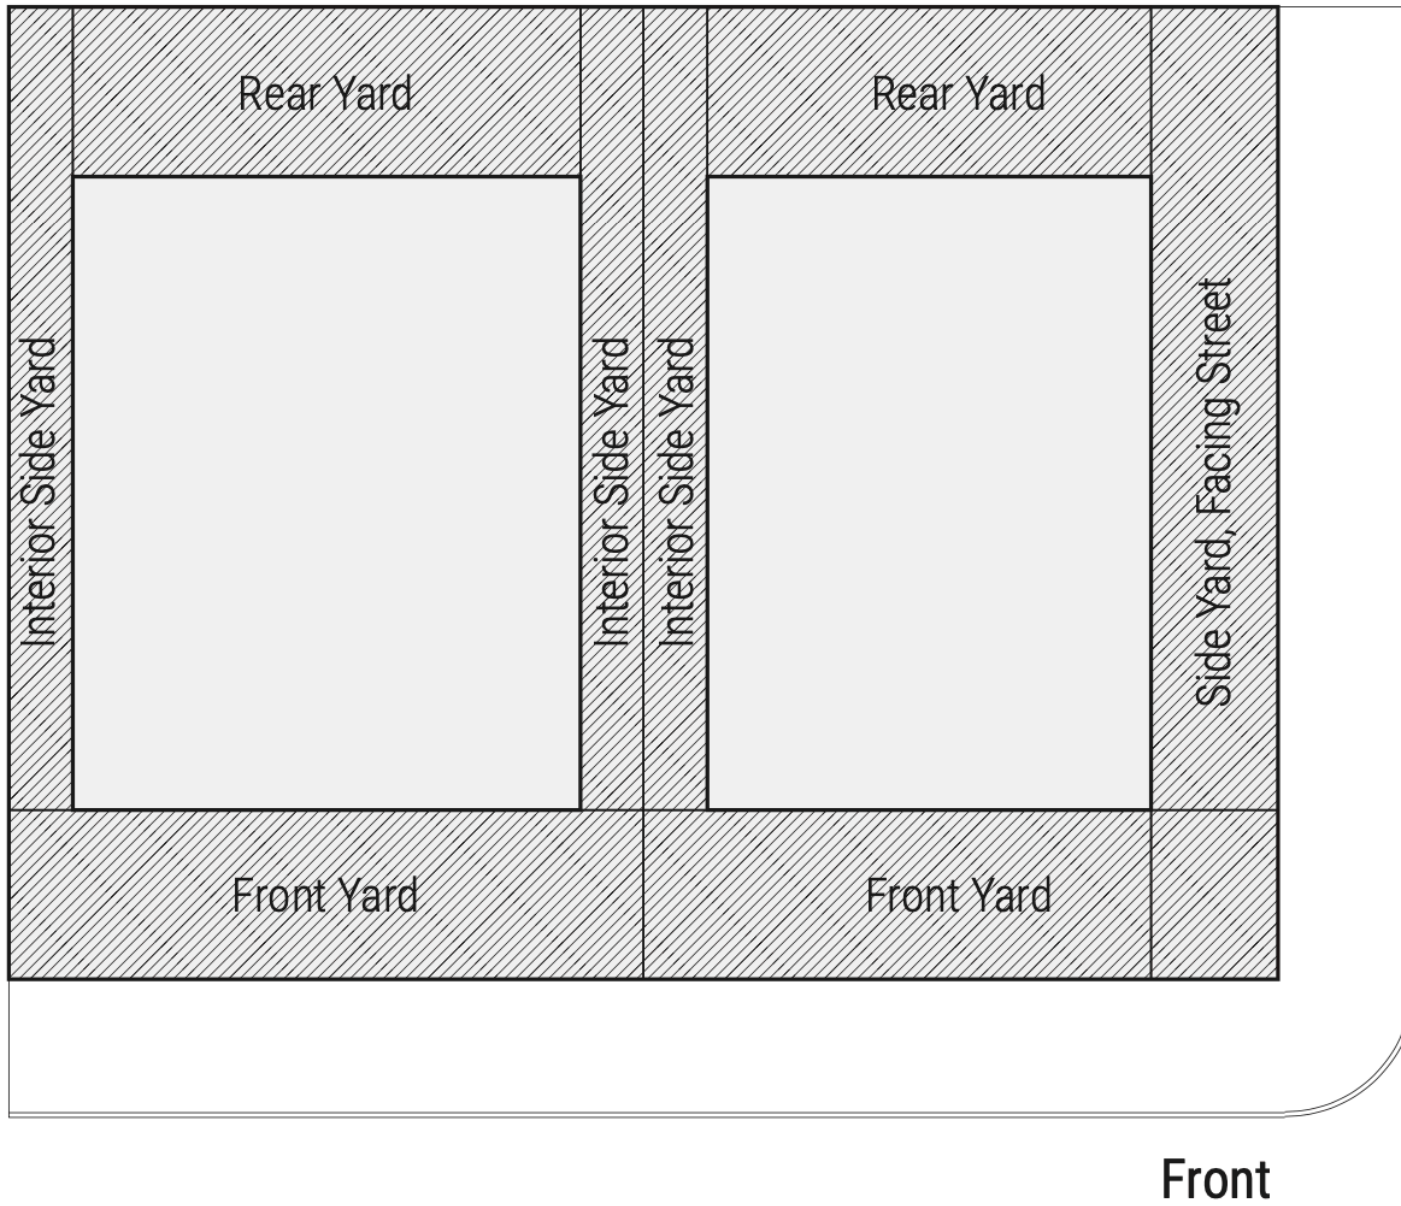 Rear Yard
Rear Yard
Interior Side Yard
Interior Side Yard
Interior Side Yard
Side Yard, Facing Street
Front Yard
Front Yard
Front